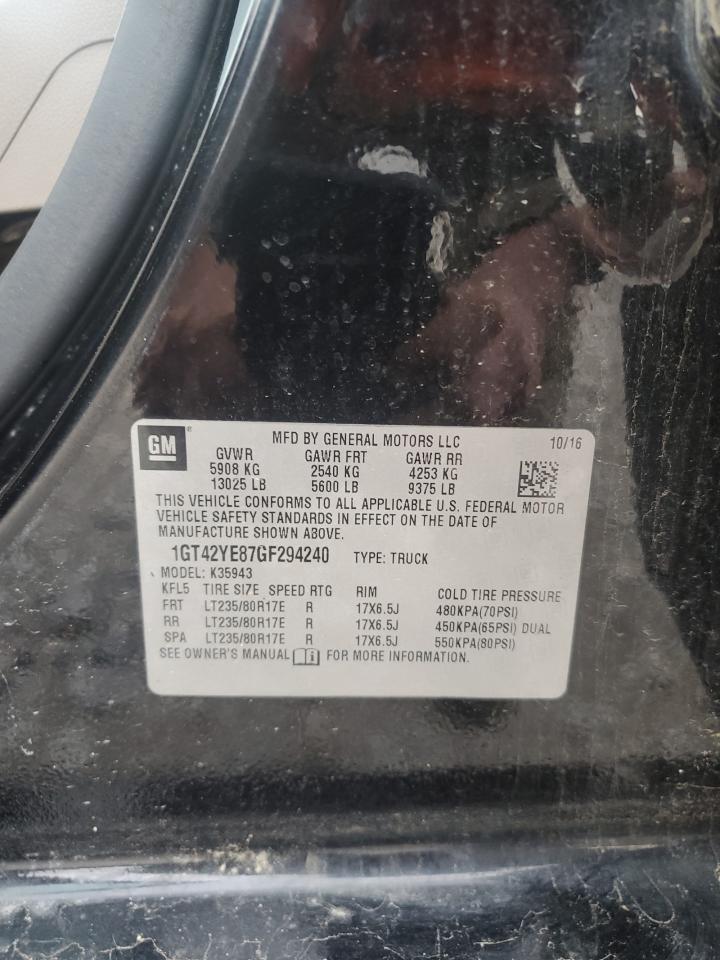 GM ® MFD BY GENERAL MOTORS LLC 10/16
GVWR GAWR FRT GAWR RR
5908 KG 2540 KG 4253 KG
13025 LB 5600 LB 9375 LB
THIS VEHICLE CONFORMS TO ALL APPLICABLE U.S. FEDERAL MOTOR
VEHICLE SAFETY STANDARDS IN EFFECT ON THE DATE OF
MANUFACTURE SHOWN ABOVE.
1GT42YE87GF294240 TYPE: TRUCK
MODEL: K35943
KFL5 TIRE SIZE SPEED RTG RIM COLD TIRE PRESSURE
FRT LT235/80R17E R 17X6.5J 480KPA(70PSI)
RR LT235/80R17E R 17X6.5J 450KPA(65PSI) DUAL
SPA LT235/80R17E R 17X6.5J 550KPA(80PSI)
SEE OWNER'S MANUAL FOR MORE INFORMATION.